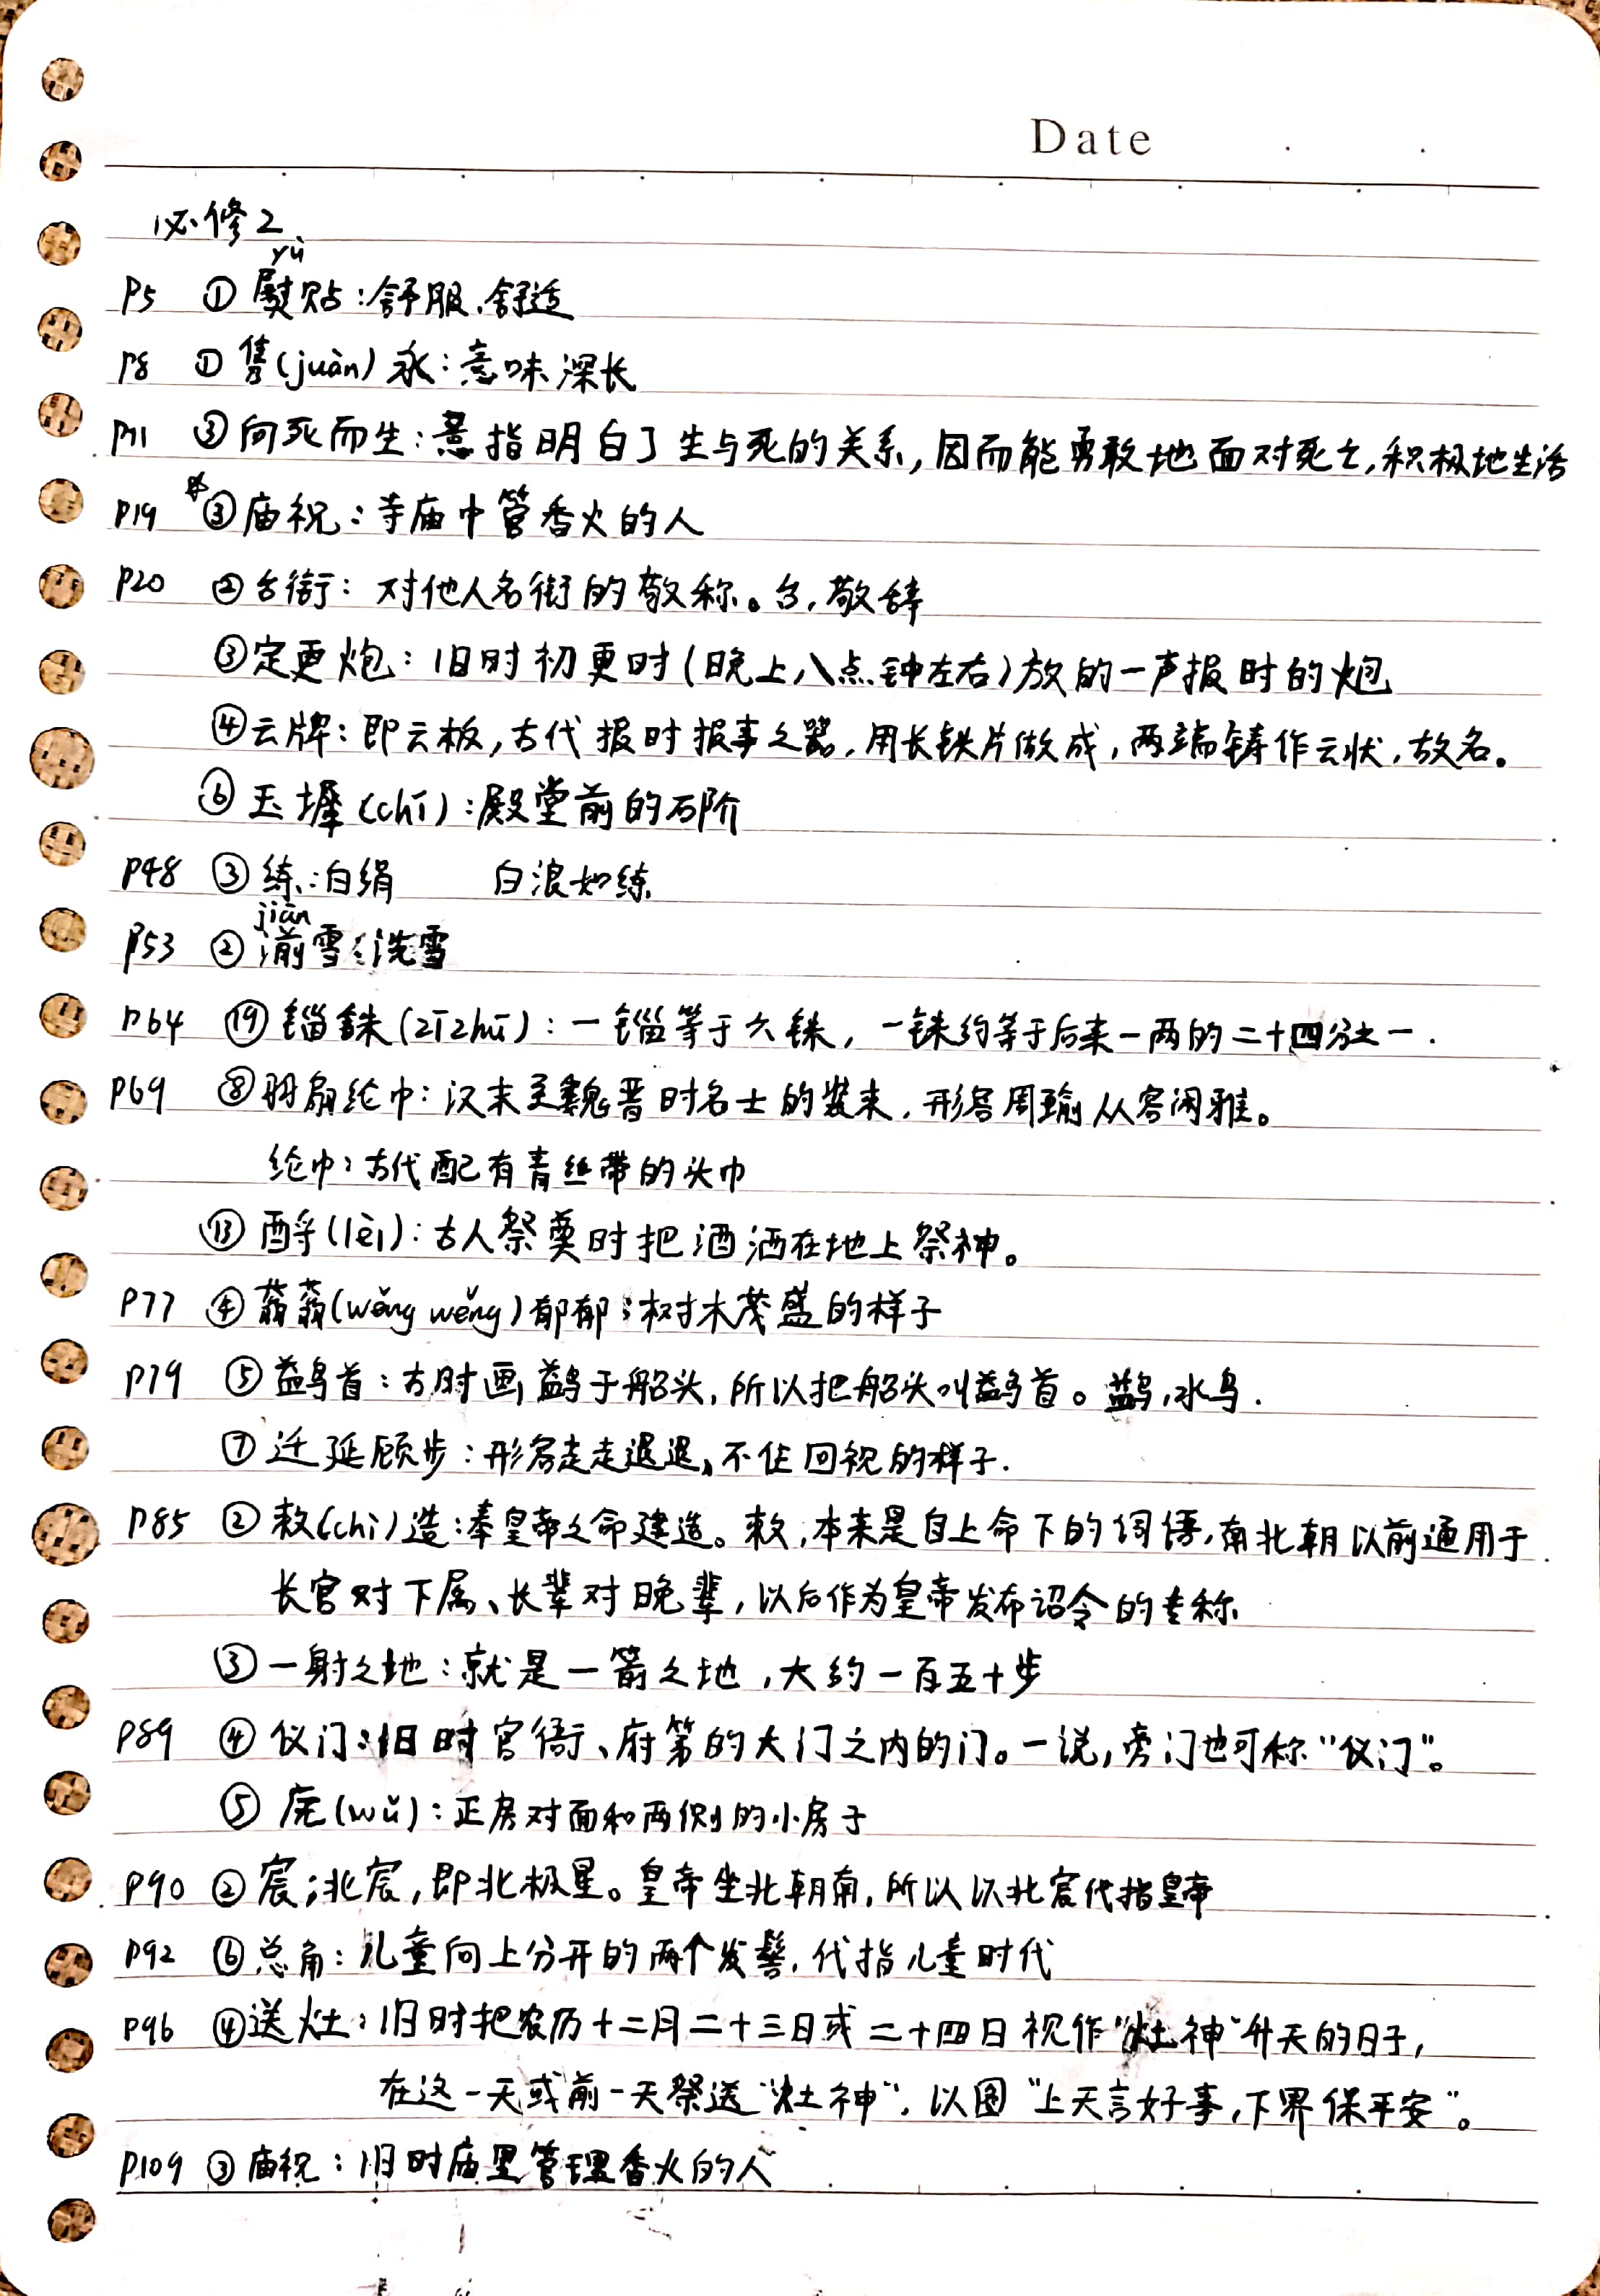 Date
必修2
yù
P5 ① 熨贴:舒服、舒适
P8 ① 隽(juàn)永:意味深长
P11 ③ 向死而生:意指明白了生与死的关系,因而能勇敢地面对死亡,积极地生活
P19 ③ 庙祝:寺庙中管香火的人
P20 ② 台衔:对他人名衔的敬称。台,敬辞
③ 定更炮:旧时初更时(晚上八点钟左右)放的一声报时的炮
④ 云牌:即云板,古代报时报事之器,用长铁片做成,两端铸作云状,故名。
⑥ 玉墀(chí):殿堂前的石阶
P48 ③ 练:白绢 白浪如练
jiān
P53 ② 湔雪:洗雪
P64 ⑲ 锱铢(zīzhū):一锱等于六铢,一铢约等于后来一两的二十四分之一.
P69 ⑧ 羽扇纶巾:汉末至魏晋时名士的装束,形容周瑜从容闲雅。
纶巾:古代配有青丝带的头巾
⑬ 酹(lèi):古人祭奠时把酒洒在地上祭神。
P77 ④ 蓊蓊(wěng wěng)郁郁:树木茂盛的样子
P79 ⑤ 鹢首:古时画鹢于船头,所以把船头叫鹢首。鹢,水鸟.
⑦ 迁延顾步:形容走走退退、不住回视的样子.
P85 ② 敕(chì)造:奉皇帝之命建造。敕,本来是自上命下的词语,南北朝以前通用于
长官对下属、长辈对晚辈,以后作为皇帝发布诏令的专称
③ 一射之地:就是一箭之地,大约一百五十步
P89 ④ 仪门:旧时官衙、府第的大门之内的门。一说,旁门也可称“仪门”。
⑤ 庑(wǔ):正房对面和两侧的小房子
P90 ② 宸:北宸,即北极星。皇帝坐北朝南,所以以北宸代指皇帝
P92 ⑥ 总角:儿童向上分开的两个发髻,代指儿童时代
P96 ④ 送灶:旧时把农历十二月二十三日或二十四日视作“灶神”升天的日子,
在这一天或前一天祭送“灶神”,以图“上天言好事,下界保平安”。
P109 ③ 庙祝:旧时庙里管理香火的人